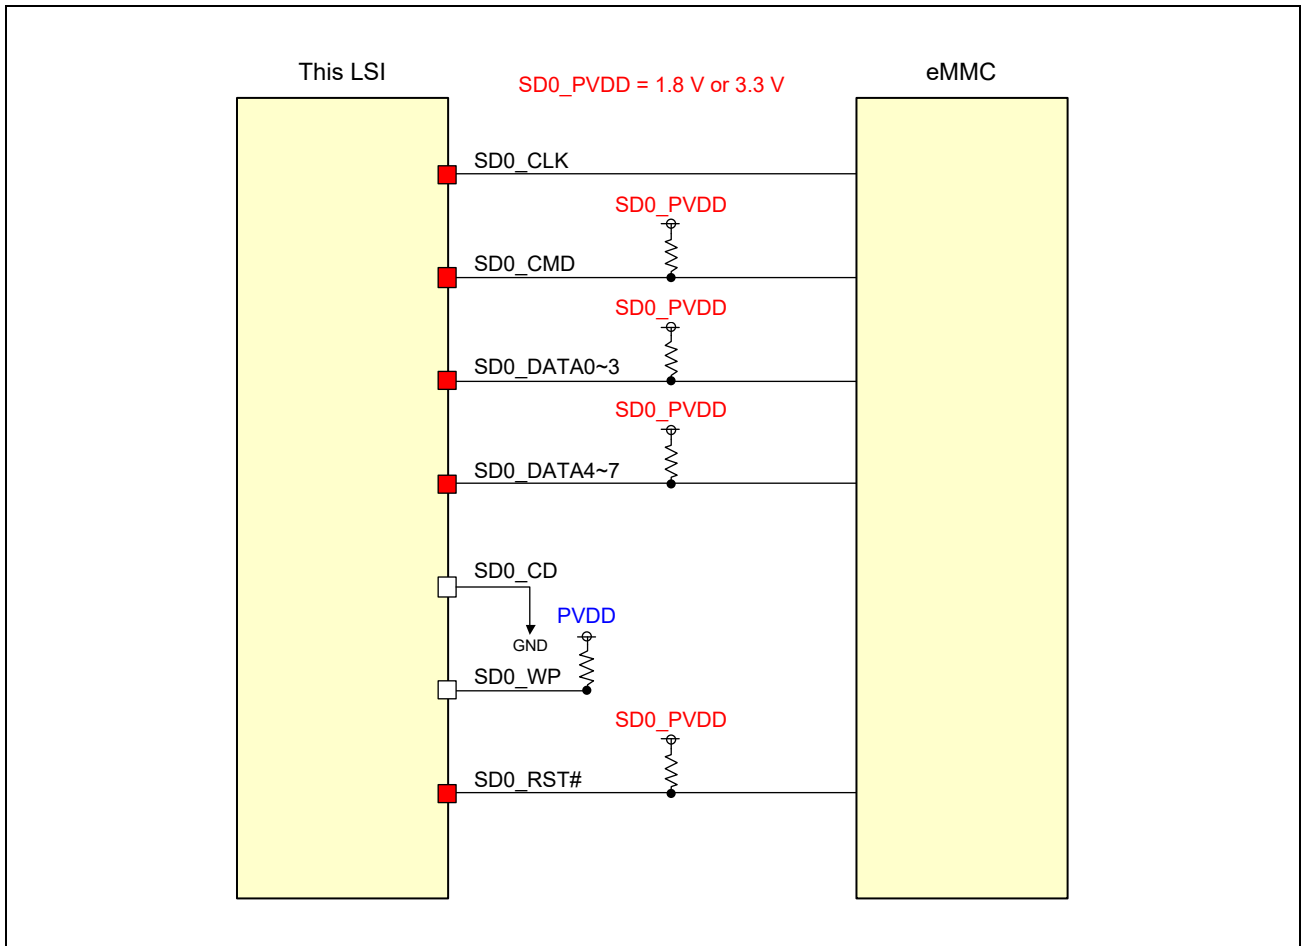 This LSI
SD0_PVDD = 1.8 V or 3.3 V
eMMC
SD0_CLK
SD0_PVDD
SD0_CMD
SD0_PVDD
SD0_DATA0~3
SD0_PVDD
SD0_DATA4~7
SD0_CD
PVDD
GND
SD0_WP
SD0_PVDD
SD0_RST#